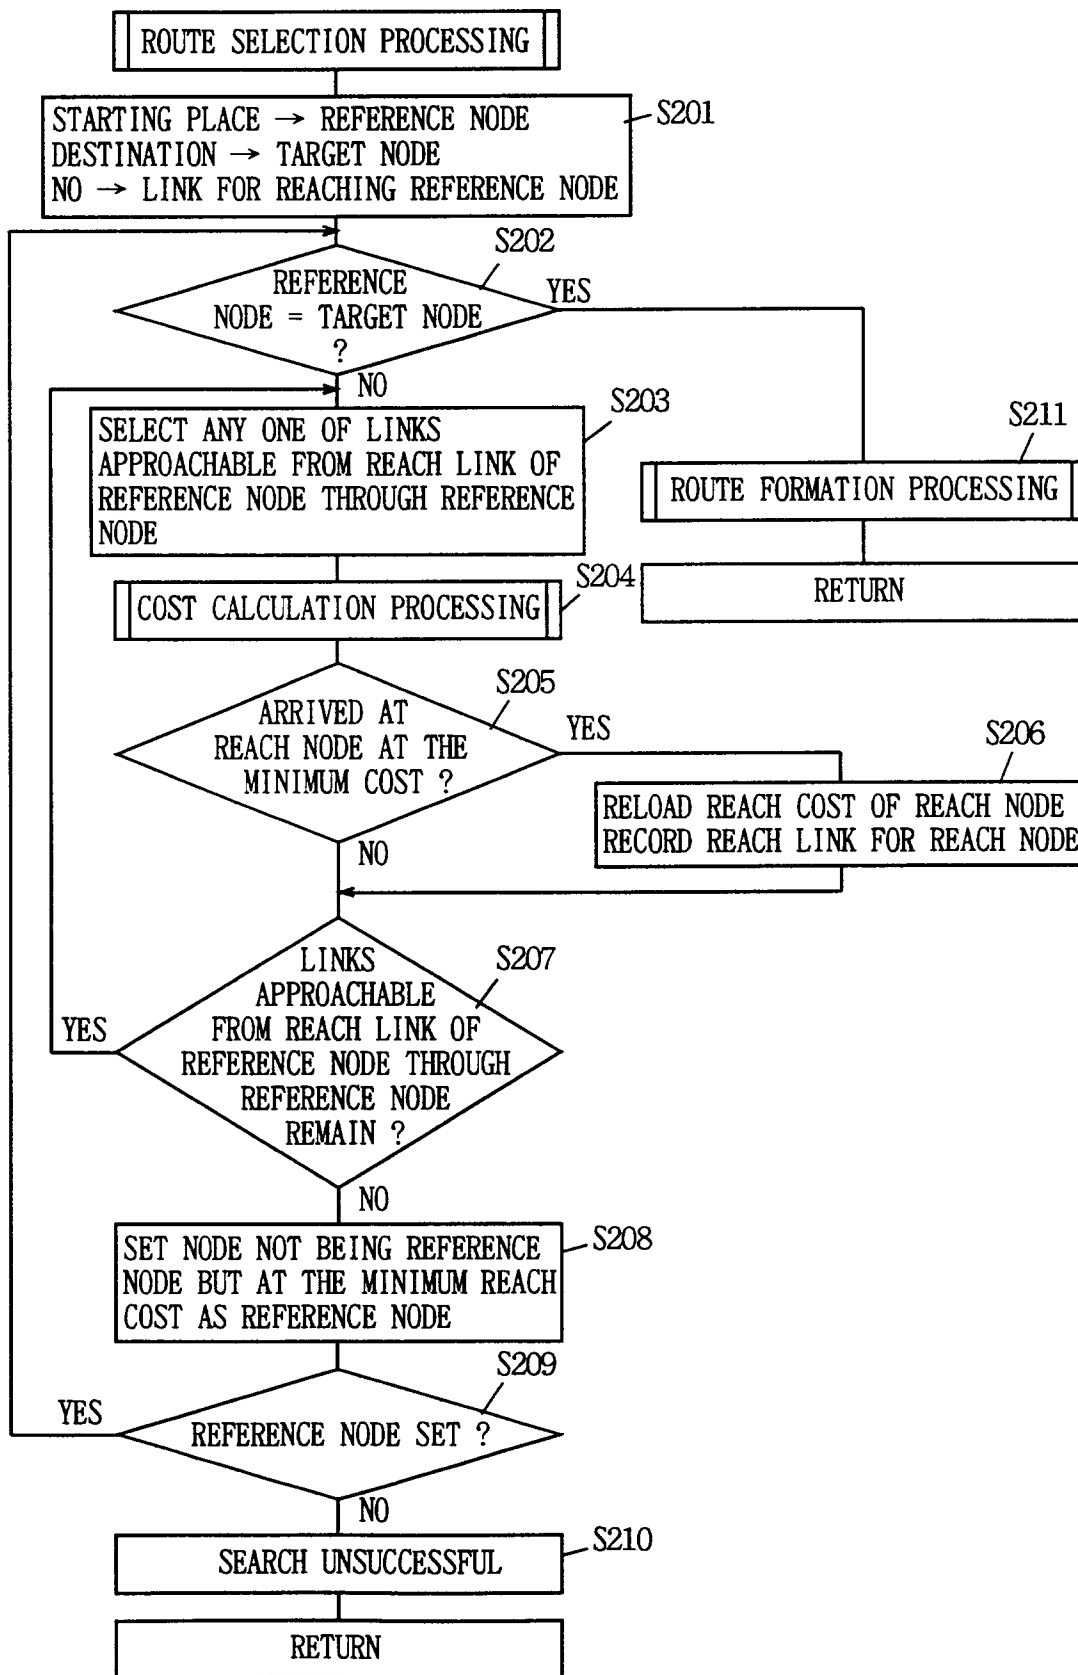 ROUTE SELECTION PROCESSING
S201
STARTING PLACE → REFERENCE NODE
DESTINATION → TARGET NODE
NO → LINK FOR REACHING REFERENCE NODE
S202
REFERENCE
NODE = TARGET NODE
?
YES
NO
S203
SELECT ANY ONE OF LINKS
APPROACHABLE FROM REACH LINK OF
REFERENCE NODE THROUGH REFERENCE
NODE
S211
ROUTE FORMATION PROCESSING
RETURN
S204
COST CALCULATION PROCESSING
S205
ARRIVED AT
REACH NODE AT THE
MINIMUM COST ?
YES
NO
S206
RELOAD REACH COST OF REACH NODE
RECORD REACH LINK FOR REACH NODE
S207
LINKS
APPROACHABLE
FROM REACH LINK OF
REFERENCE NODE THROUGH
REFERENCE NODE
REMAIN ?
YES
NO
S208
SET NODE NOT BEING REFERENCE
NODE BUT AT THE MINIMUM REACH
COST AS REFERENCE NODE
S209
YES
REFERENCE NODE SET ?
NO
S210
SEARCH UNSUCCESSFUL
RETURN